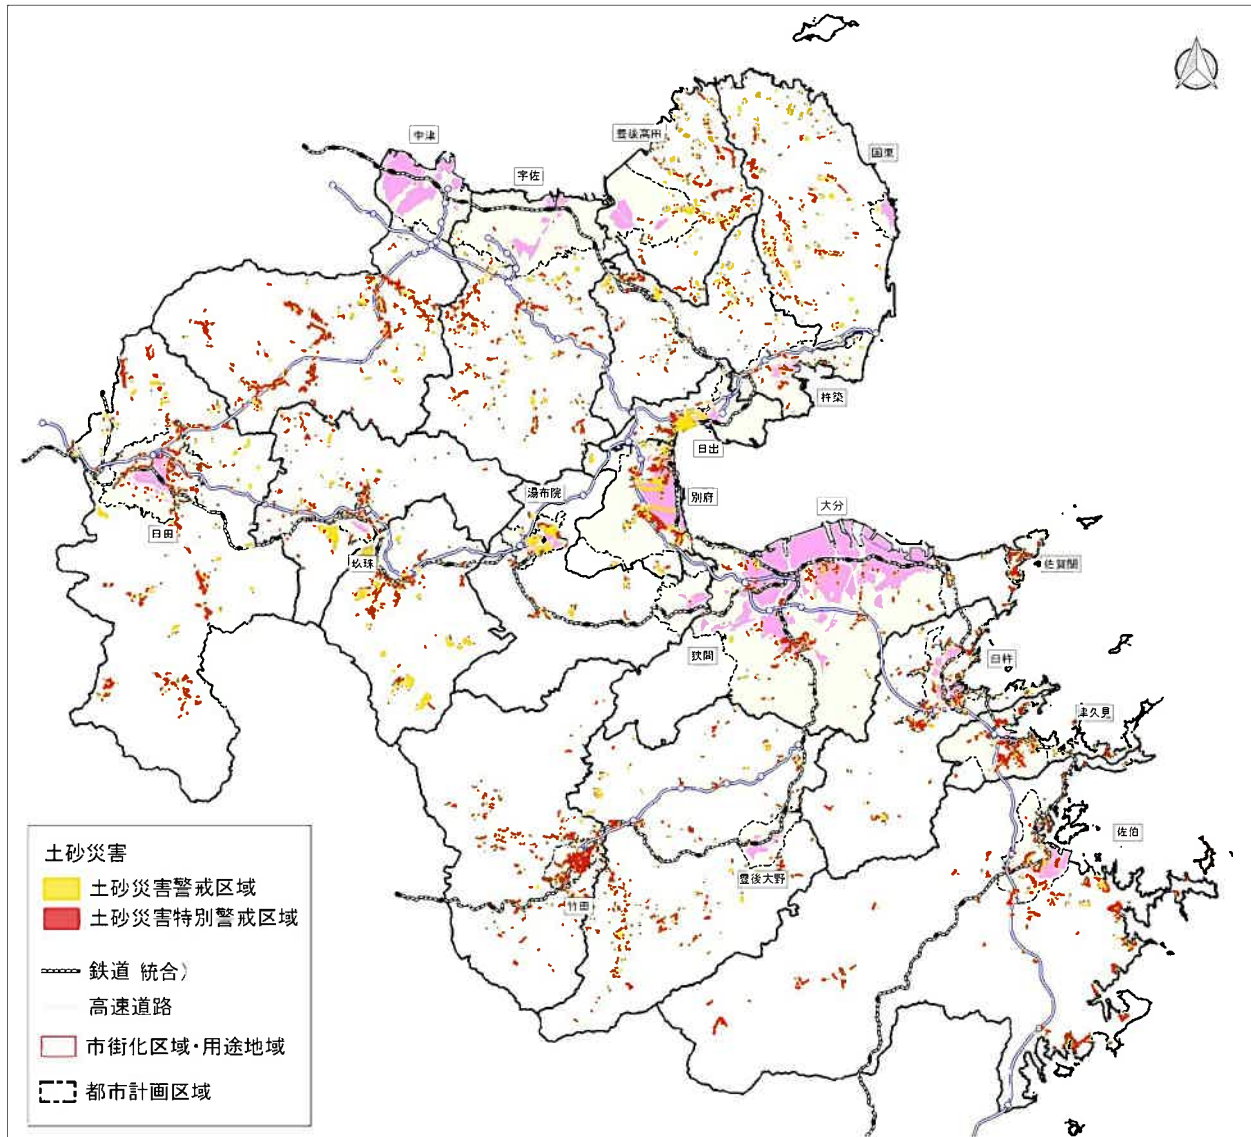 中津
宇佐
豊後高田
国東
杵築
日出
別府
湯布院
大分
日田
玖珠
佐賀関
狭間
臼杵
津久見
佐伯
豊後大野
竹田
土砂災害
土砂災害警戒区域
土砂災害特別警戒区域
鉄道 統合）
高速道路
市街化区域・用途地域
都市計画区域